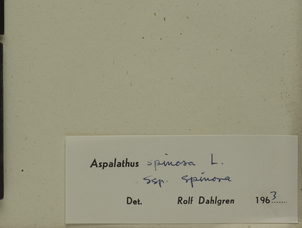 Aspalathus spinosa L.
ssp. spinosa
Det. Rolf Dahlgren 1963